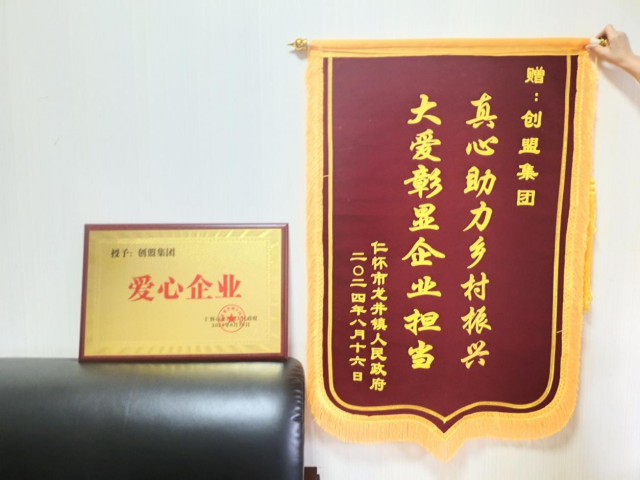 授予：创盟集团
爱心企业
赠：创盟集团
真心助力乡村振兴
大爱彰显企业担当
仁怀市龙井镇人民政府
二〇二四年八月十六日